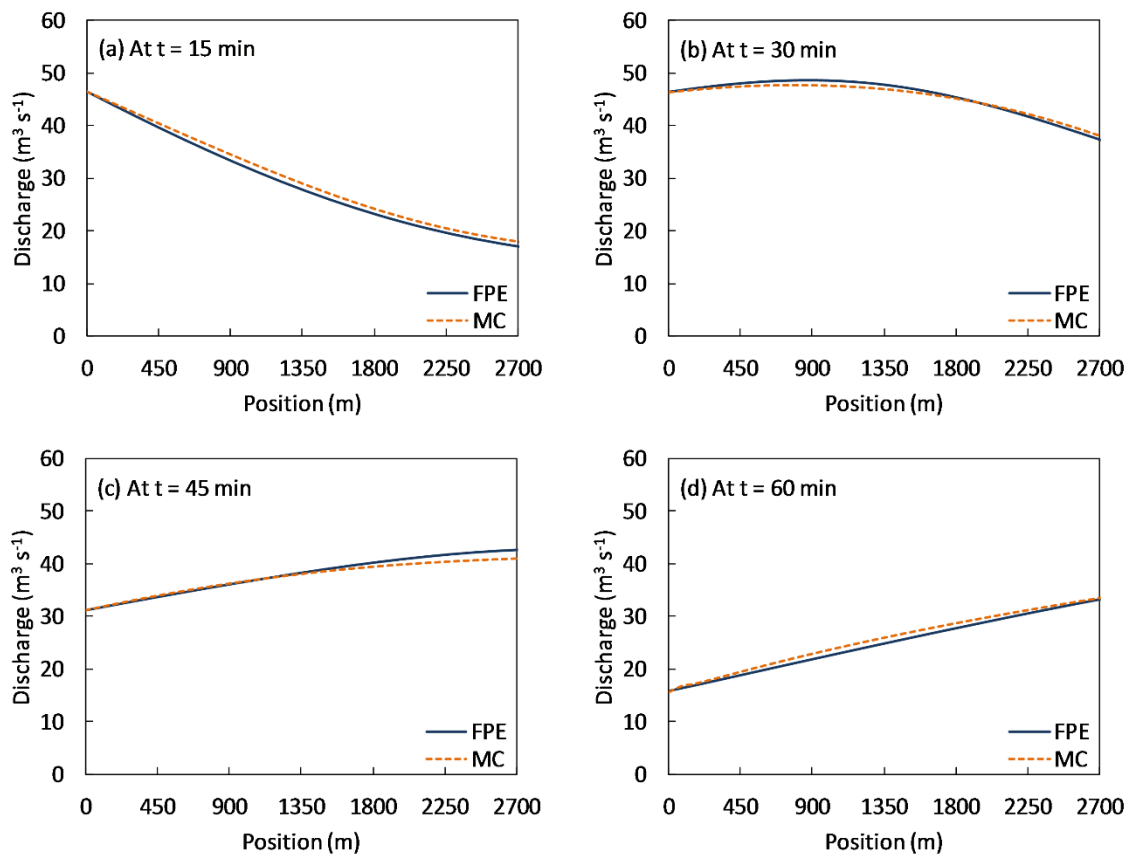 (a) At t = 15 min
Discharge (m³ s⁻¹)
60
50
40
30
20
10
0
FPE
MC
0 450 900 1350 1800 2250 2700
Position (m)
(b) At t = 30 min
Discharge (m³ s⁻¹)
60
50
40
30
20
10
0
FPE
MC
0 450 900 1350 1800 2250 2700
Position (m)
(c) At t = 45 min
Discharge (m³ s⁻¹)
60
50
40
30
20
10
0
FPE
MC
0 450 900 1350 1800 2250 2700
Position (m)
(d) At t = 60 min
Discharge (m³ s⁻¹)
60
50
40
30
20
10
0
FPE
MC
0 450 900 1350 1800 2250 2700
Position (m)